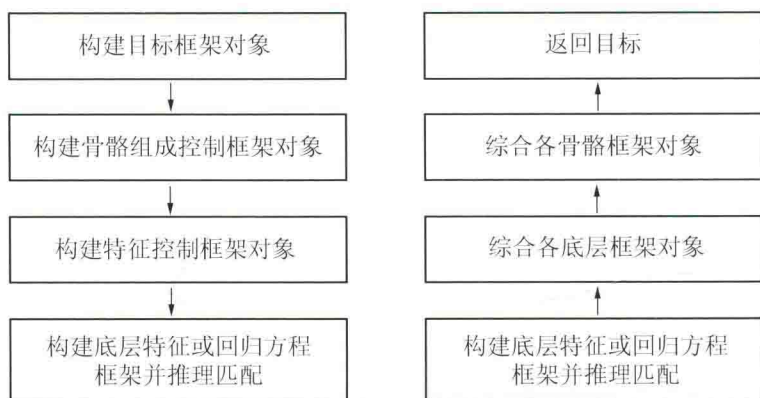 构建目标框架对象
构建骨骼组成控制框架对象
构建特征控制框架对象
构建底层特征或回归方程
框架并推理匹配
返回目标
综合各骨骼框架对象
综合各底层框架对象
构建底层特征或回归方程
框架并推理匹配